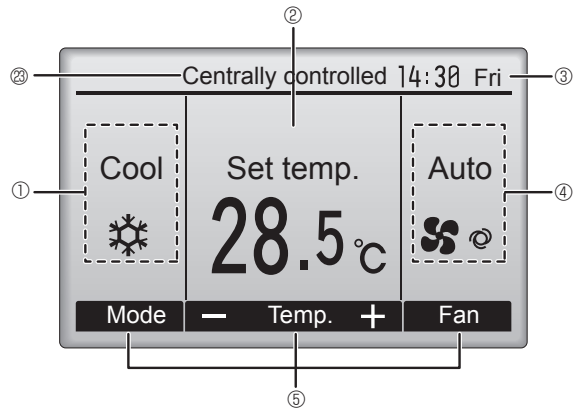 ②
㉓ Centrally controlled 14:30 Fri ③
Cool Set temp. Auto
① 28.5°C ④
Mode — Temp. + Fan
⑤